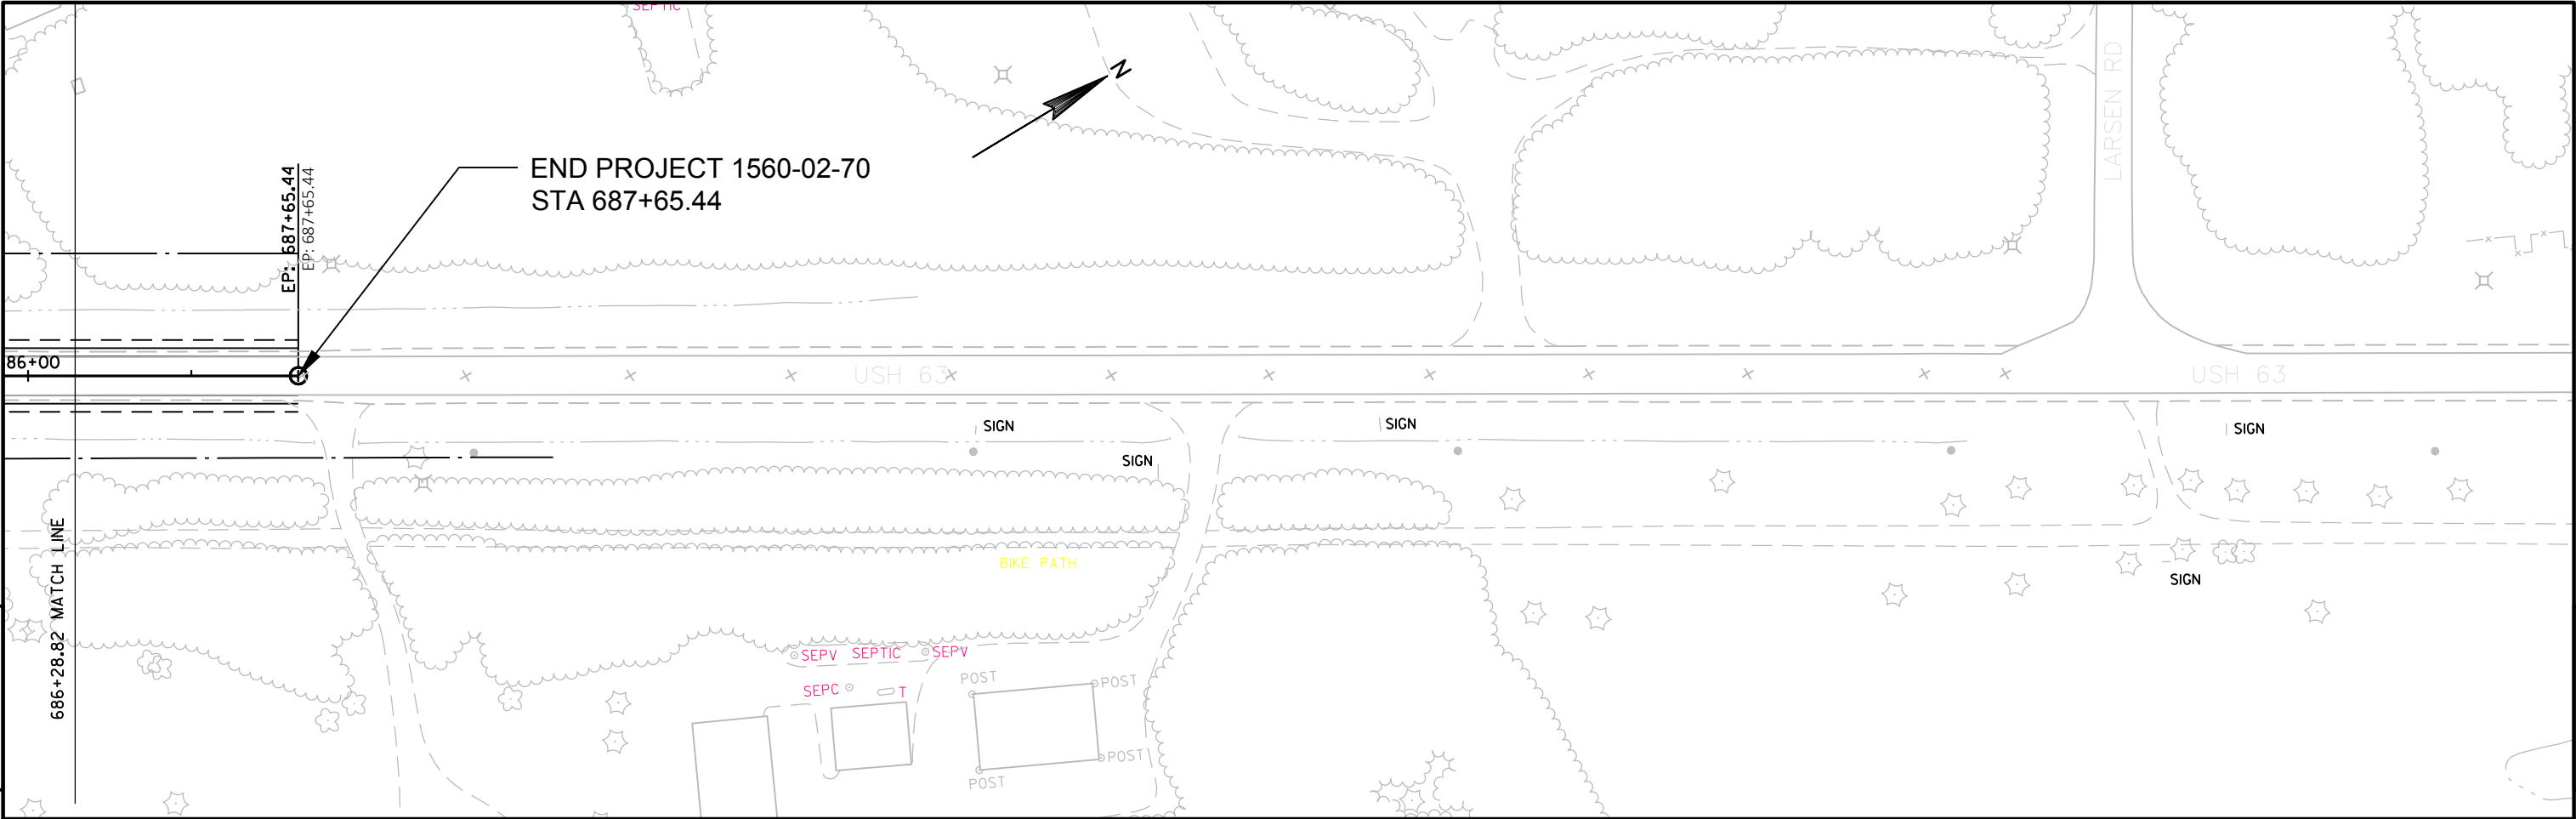 SEPTIC
N
LARSEN RD
END PROJECT 1560-02-70
STA 687+65.44
EP: 687+65.44
EP: 687+65.44
86+00
USH 63
USH 63
SIGN
SIGN
SIGN
SIGN
686+28.82 MATCH LINE
BIKE PATH
SIGN
SEPV
SEPTIC
SEPV
SEPC
T
POST
POST
POST
POST